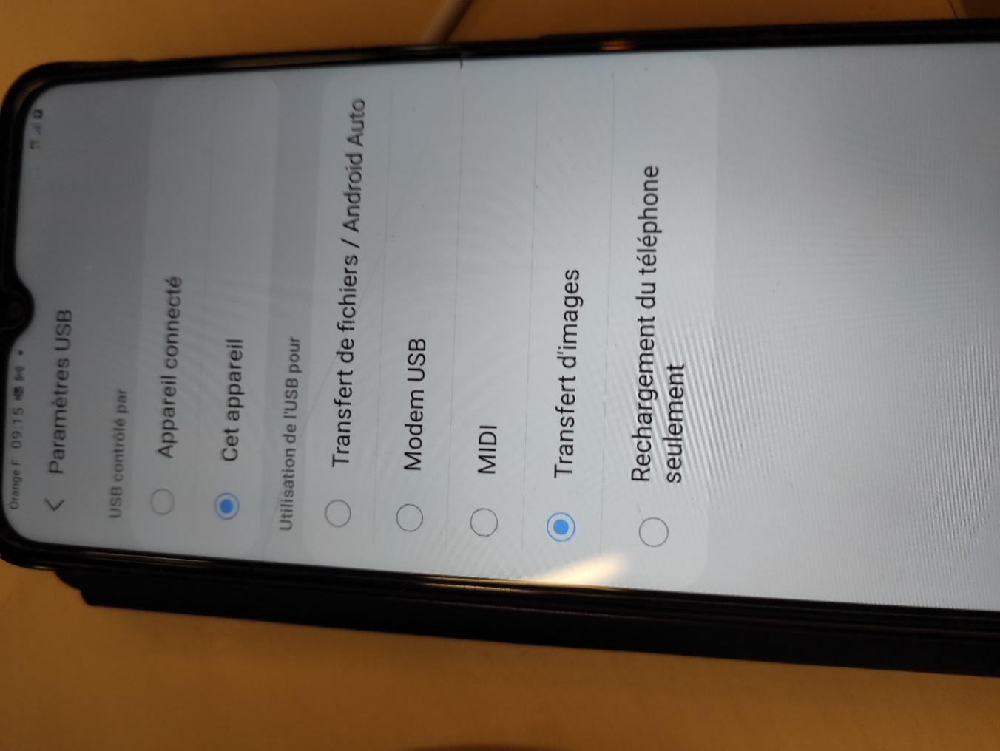 Orange F 09:15
Paramètres USB
USB contrôlé par
Appareil connecté
Cet appareil
Utilisation de l'USB pour
Transfert de fichiers / Android Auto
Modem USB
MIDI
Transfert d'images
Rechargement du téléphone
seulement